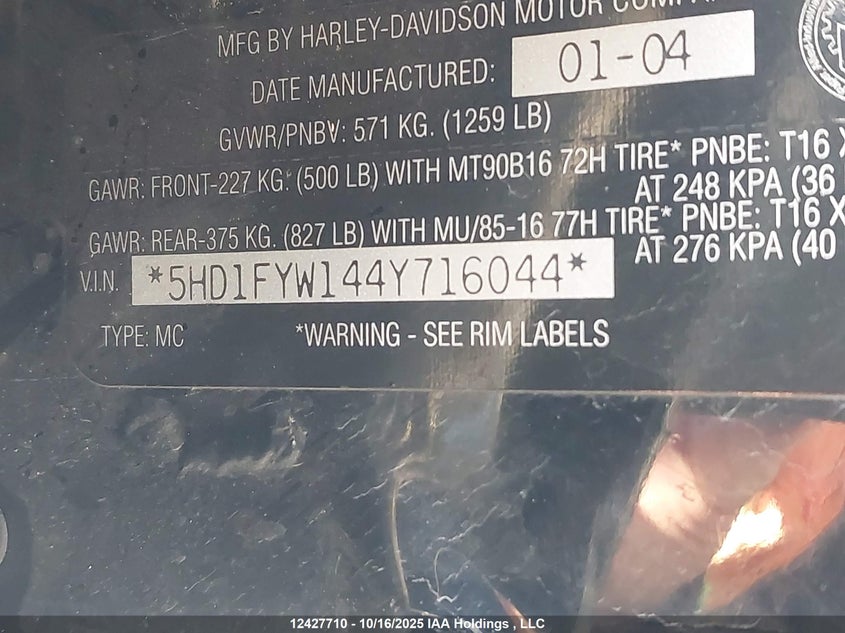 MFG BY HARLEY-DAVIDSON MOTOR
DATE MANUFACTURED: 01-04
GVWR/PNBV: 571 KG. (1259 LB)
GAWR: FRONT-227 KG. (500 LB) WITH MT90B16 72H TIRE* PNBE: T16 X
AT 248 KPA (36
GAWR: REAR-375 KG. (827 LB) WITH MU/85-16 77H TIRE* PNBE: T16 X
AT 276 KPA (40
V.I.N. *5HD1FYW144Y716044*
TYPE: MC *WARNING - SEE RIM LABELS
12427710 - 10/16/2025 IAA Holdings , LLC